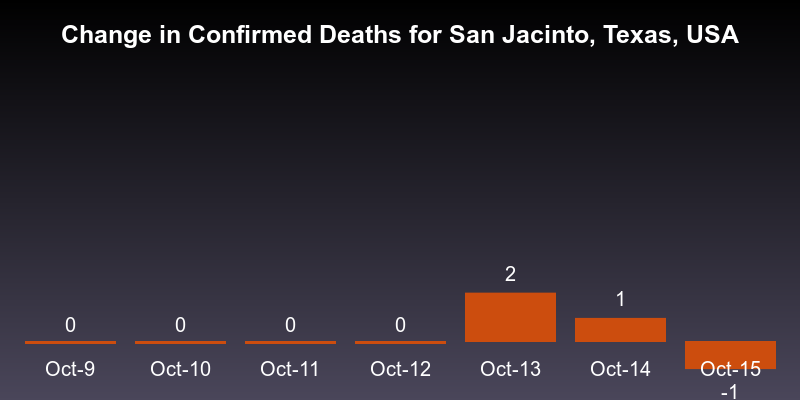 Change in Confirmed Deaths for San Jacinto, Texas, USA
2
1
0 0 0 0
Oct-9 Oct-10 Oct-11 Oct-12 Oct-13 Oct-14 Oct-15
-1